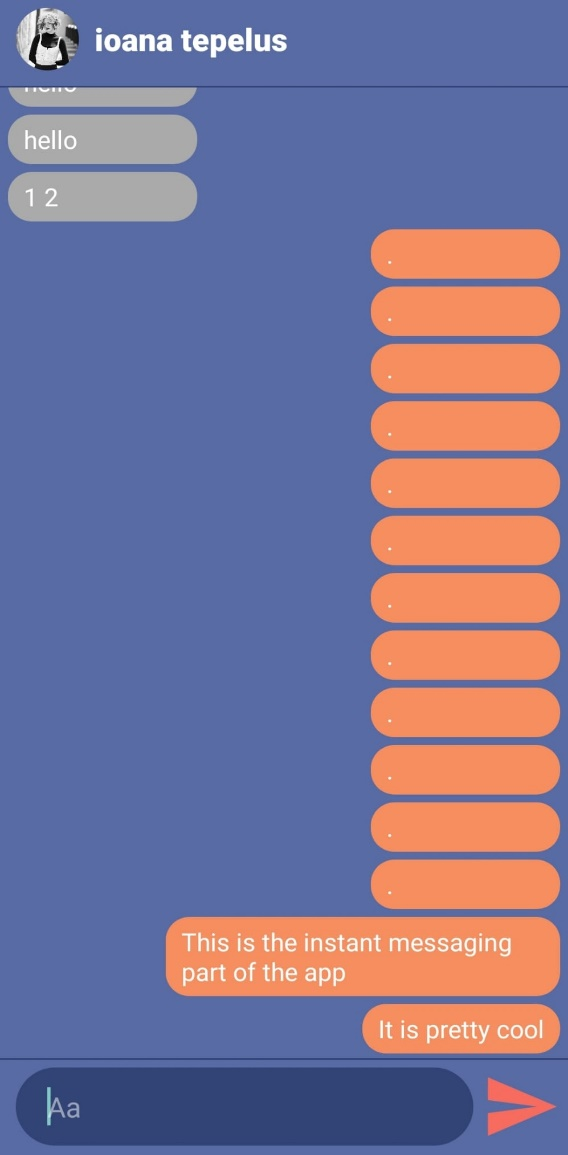 ioana tepelus
hello
hello
1 2
.
.
.
.
.
.
.
.
.
.
.
.
This is the instant messaging
part of the app
It is pretty cool
Aa